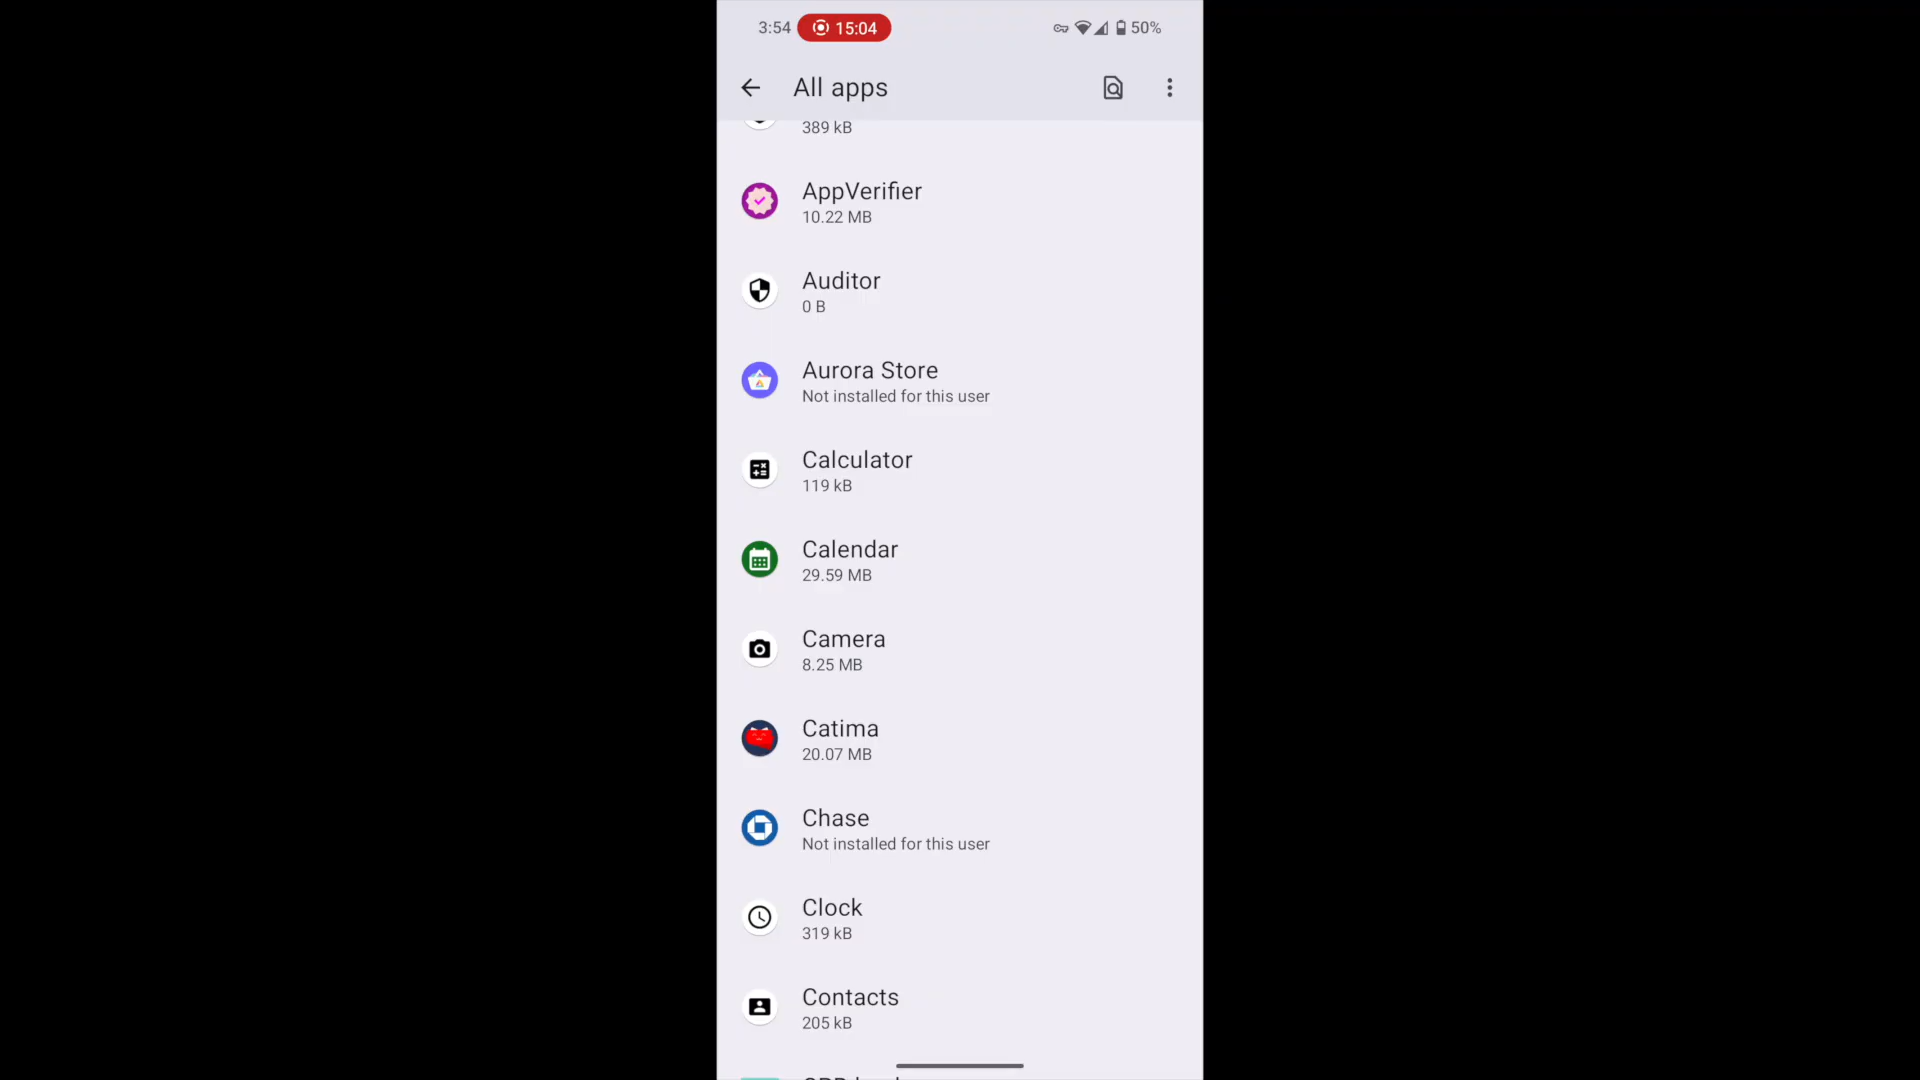 3:54 15:04 50%
All apps
389 kB
AppVerifier
10.22 MB
Auditor
0 B
Aurora Store
Not installed for this user
Calculator
119 kB
Calendar
29.59 MB
Camera
8.25 MB
Catima
20.07 MB
Chase
Not installed for this user
Clock
319 kB
Contacts
205 kB